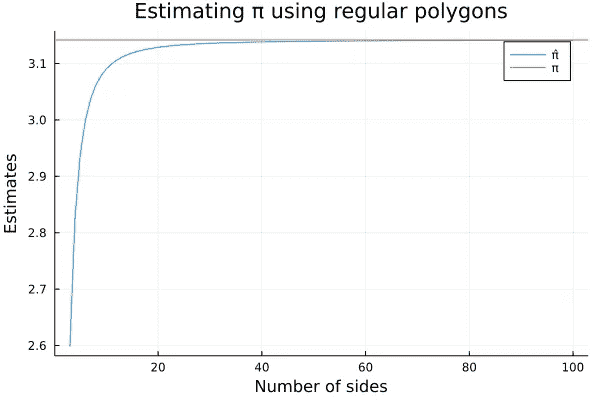 Estimating π using regular polygons
Estimates
3.1
3.0
2.9
2.8
2.7
2.6
π̂
π
20
40
60
80
100
Number of sides